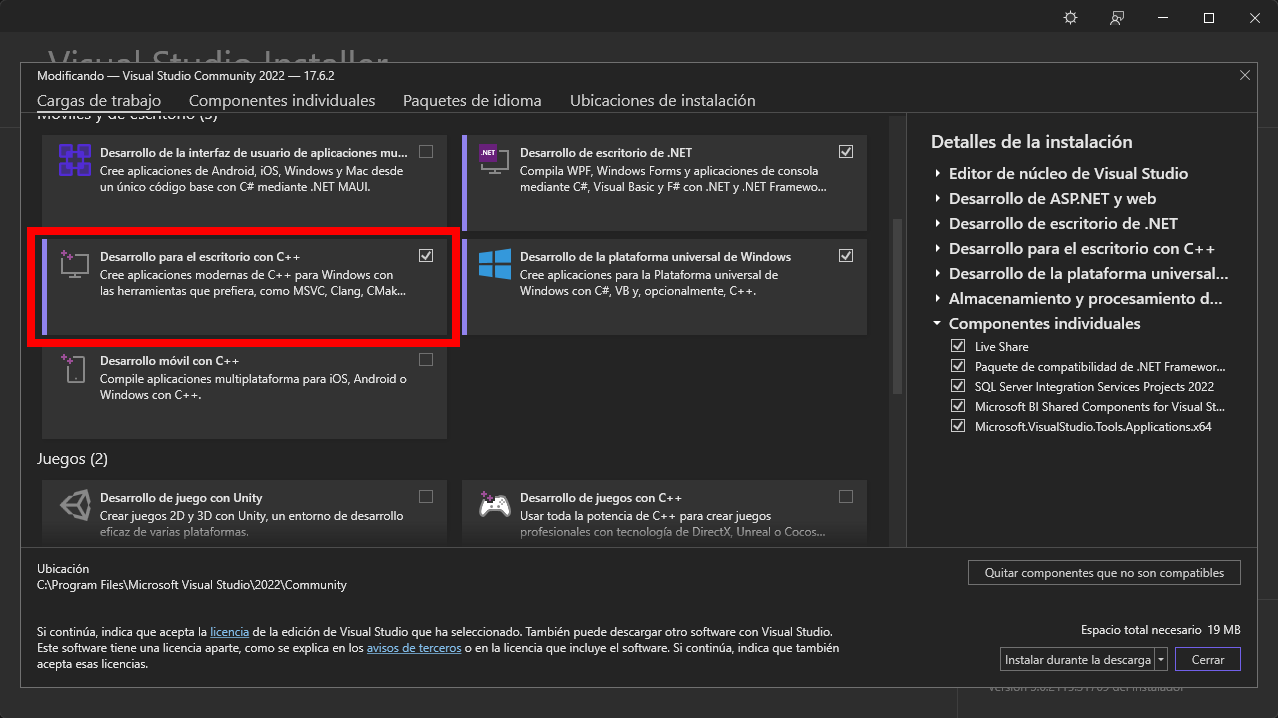 Visual Studio Installer
Modificando — Visual Studio Community 2022 — 17.6.2
Cargas de trabajo
Componentes individuales
Paquetes de idioma
Ubicaciones de instalación
Móviles y de escritorio (5)
Desarrollo de la interfaz de usuario de aplicaciones mu...
Cree aplicaciones de Android, iOS, Windows y Mac desde
un único código base con C# mediante .NET MAUI.
.NET
Desarrollo de escritorio de .NET
Compila WPF, Windows Forms y aplicaciones de consola
mediante C#, Visual Basic y F# con .NET y .NET Framewo...
Desarrollo para el escritorio con C++
Cree aplicaciones modernas de C++ para Windows con
las herramientas que prefiera, como MSVC, Clang, CMak...
Desarrollo de la plataforma universal de Windows
Cree aplicaciones para la Plataforma universal de
Windows con C#, VB y, opcionalmente, C++.
Desarrollo móvil con C++
Compile aplicaciones multiplataforma para iOS, Android o
Windows con C++.
Juegos (2)
Desarrollo de juego con Unity
Crear juegos 2D y 3D con Unity, un entorno de desarrollo
eficaz de varias plataformas.
Desarrollo de juegos con C++
Usar toda la potencia de C++ para crear juegos
profesionales con tecnología de DirectX, Unreal o Cocos...
Detalles de la instalación
Editor de núcleo de Visual Studio
Desarrollo de ASP.NET y web
Desarrollo de escritorio de .NET
Desarrollo para el escritorio con C++
Desarrollo de la plataforma universal...
Almacenamiento y procesamiento d...
Componentes individuales
Live Share
Paquete de compatibilidad de .NET Framewor...
SQL Server Integration Services Projects 2022
Microsoft BI Shared Components for Visual St...
Microsoft.VisualStudio.Tools.Applications.x64
Ubicación
C:\Program Files\Microsoft Visual Studio\2022\Community
Quitar componentes que no son compatibles
Si continúa, indica que acepta la licencia de la edición de Visual Studio que ha seleccionado. También puede descargar otro software con Visual Studio.
Este software tiene una licencia aparte, como se explica en los avisos de terceros o en la licencia que incluye el software. Si continúa, indica que también
acepta esas licencias.
Espacio total necesario 19 MB
Instalar durante la descarga
Cerrar
del instalador